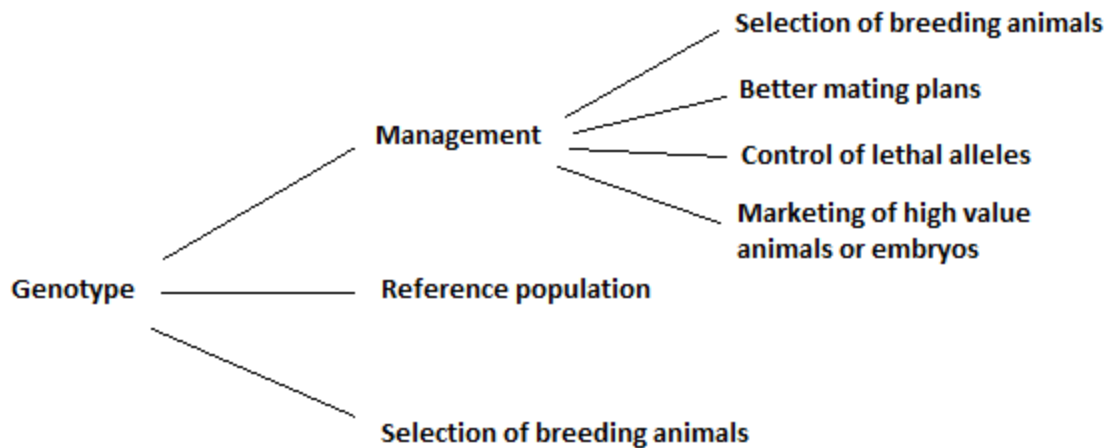 Selection of breeding animals
Better mating plans
Management
Control of lethal alleles
Marketing of high value
animals or embryos
Genotype
Reference population
Selection of breeding animals